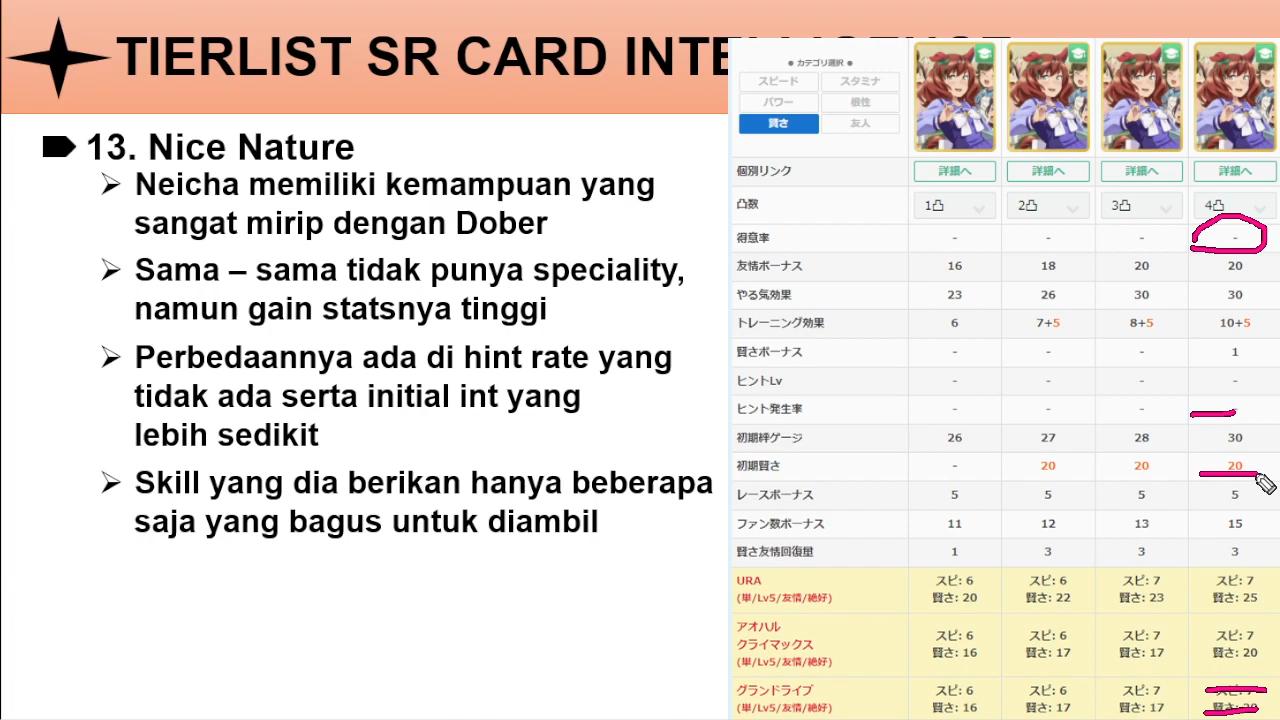 TIERLIST SR CARD INTELLIGENCE
13. Nice Nature
Neicha memiliki kemampuan yang
sangat mirip dengan Dober
Sama – sama tidak punya speciality,
namun gain statsnya tinggi
Perbedaannya ada di hint rate yang
tidak ada serta initial int yang
lebih sedikit
Skill yang dia berikan hanya beberapa
saja yang bagus untuk diambil
● カテゴリ選択 ●
スピード スタミナ
パワー 根性
賢さ 友人
個別リンク 詳細へ 詳細へ 詳細へ 詳細へ
凸数 1凸 2凸 3凸 4凸
得意率 - - - -
友情ボーナス 16 18 20 20
やる気効果 23 26 30 30
トレーニング効果 6 7+5 8+5 10+5
賢さボーナス - - - 1
ヒントLv - - - -
ヒント発生率 - - - -
初期絆ゲージ 26 27 28 30
初期賢さ - 20 20 20
レースボーナス 5 5 5 5
ファン数ボーナス 11 12 13 15
賢さ友情回復量 1 3 3 3
URA スピ: 6 スピ: 6 スピ: 7 スピ: 7
(単/Lv5/友情/絶好) 賢さ: 20 賢さ: 22 賢さ: 23 賢さ: 25
アオハル
クライマックス スピ: 6 スピ: 6 スピ: 7 スピ: 7
(単/Lv5/友情/絶好) 賢さ: 16 賢さ: 17 賢さ: 17 賢さ: 20
グランドライブ スピ: 6 スピ: 6 スピ: 7 スピ: 7
(単/Lv5/友情/絶好) 賢さ: 16 賢さ: 17 賢さ: 17 賢さ: 20